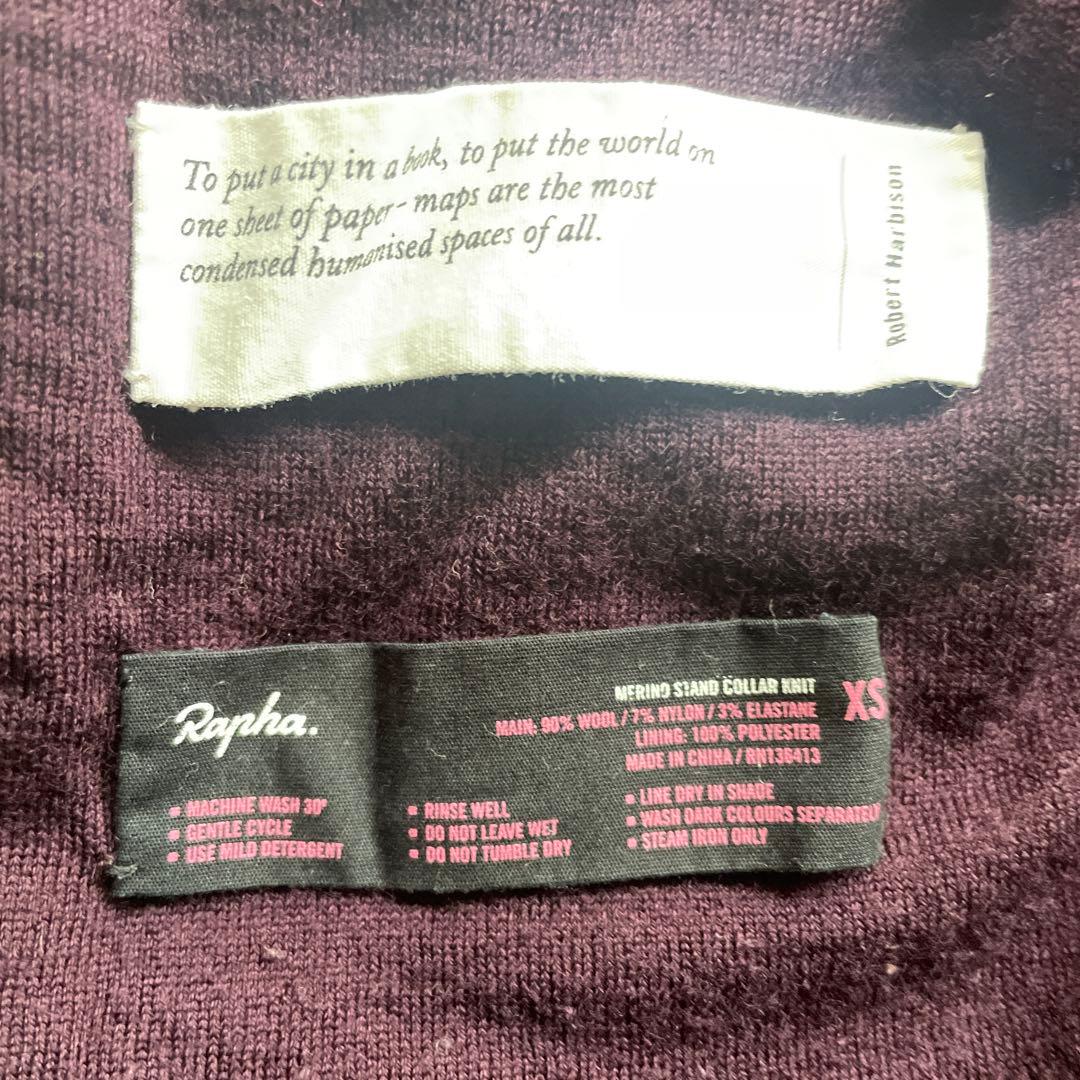 To put a city in a book, to put the world on
one sheet of paper - maps are the most
condensed humanised spaces of all.
Robert Harbison
Rapha.
MERINO STAND COLLAR KNIT
XS
MAIN: 90% WOOL / 7% NYLON / 3% ELASTANE
LINING: 100% POLYESTER
MADE IN CHINA / RN136413
▪ MACHINE WASH 30°
▪ GENTLE CYCLE
▪ USE MILD DETERGENT
▪ RINSE WELL
▪ DO NOT LEAVE WET
▪ DO NOT TUMBLE DRY
▪ LINE DRY IN SHADE
▪ WASH DARK COLOURS SEPARATELY
▪ STEAM IRON ONLY